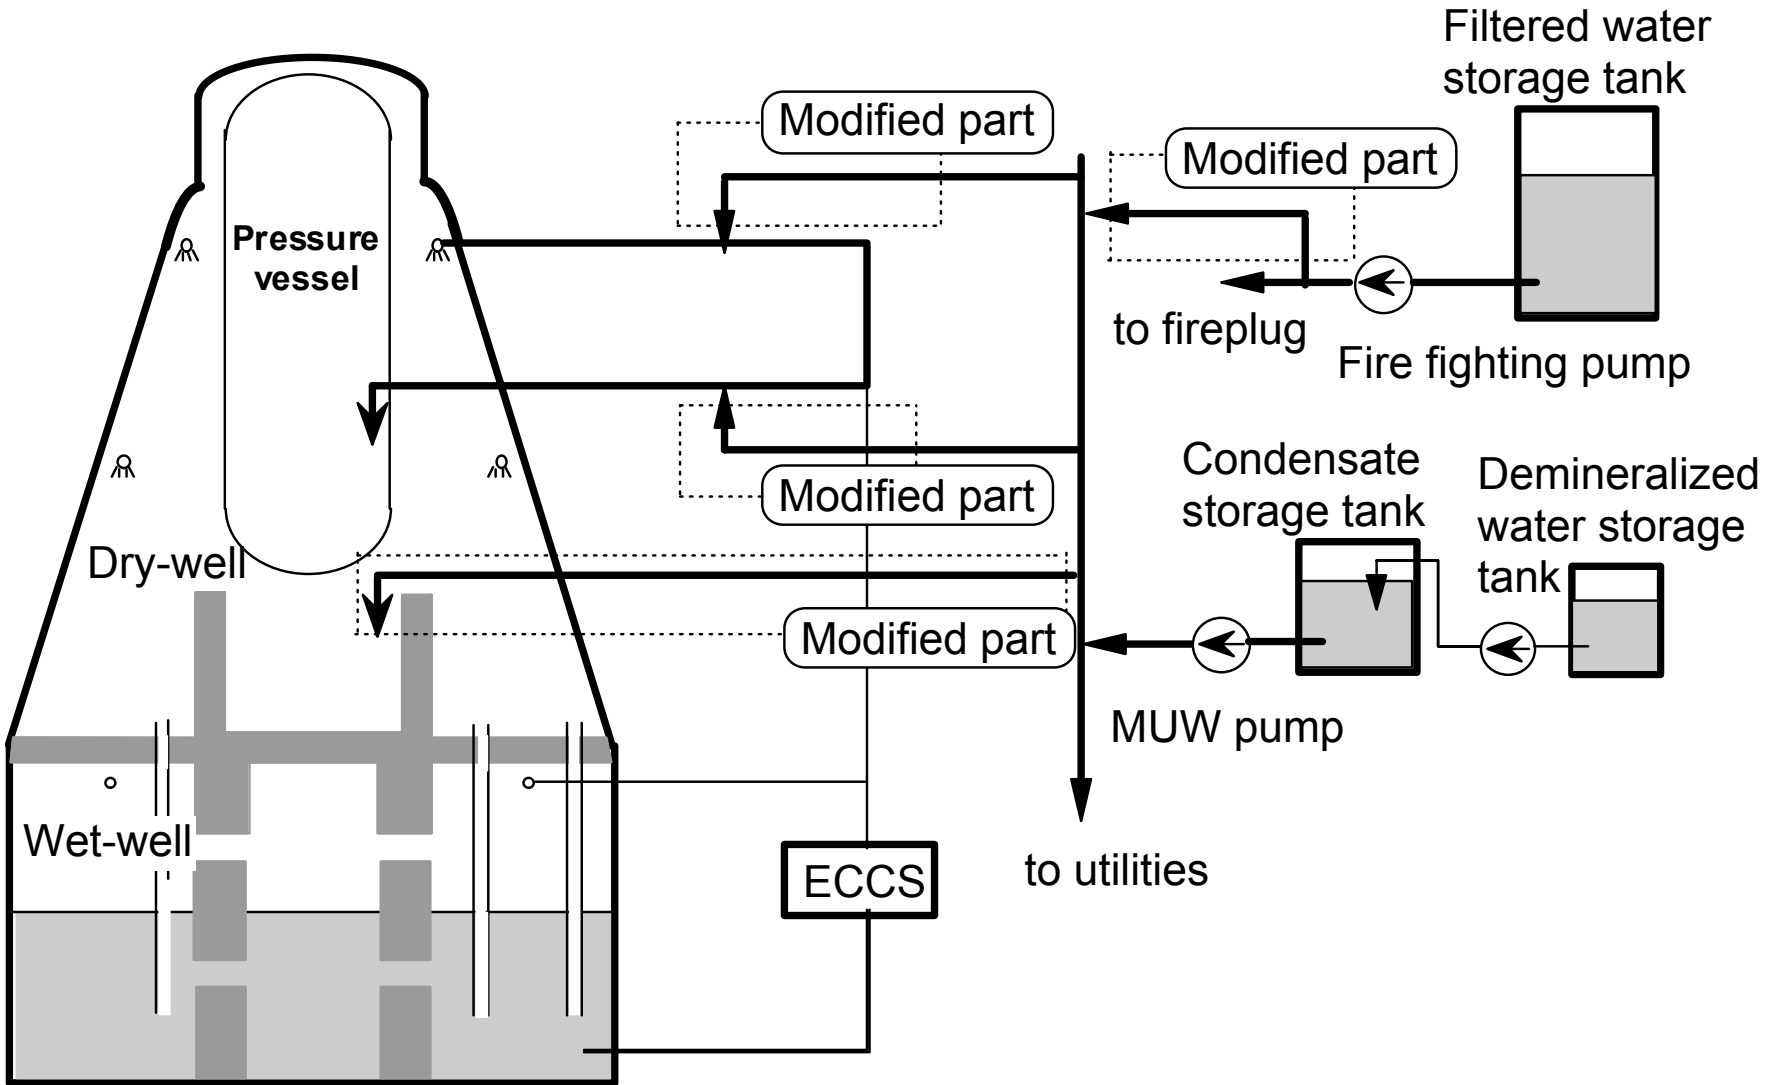 Filtered water
storage tank
Modified part
Modified part
Pressure
vessel
to fireplug
Fire fighting pump
Condensate
storage tank
Demineralized
water storage
tank
Modified part
Dry-well
Modified part
MUW pump
Wet-well
ECCS
to utilities